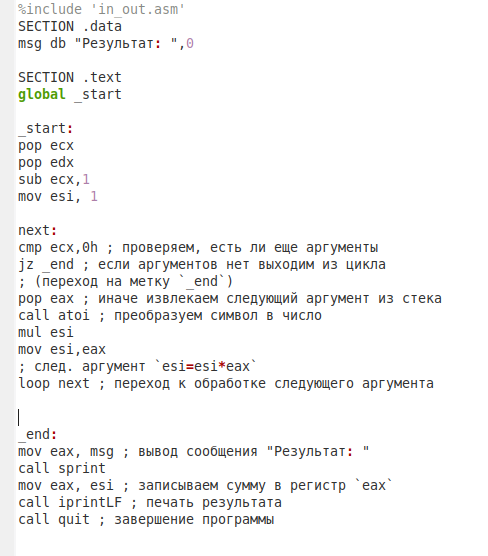 %include 'in_out.asm'
SECTION .data
msg db "Результат: ",0
SECTION .text
global _start
_start:
pop ecx
pop edx
sub ecx,1
mov esi, 1
next:
cmp ecx,0h ; проверяем, есть ли еще аргументы
jz _end ; если аргументов нет выходим из цикла
; (переход на метку `_end`)
pop eax ; иначе извлекаем следующий аргумент из стека
call atoi ; преобразуем символ в число
mul esi
mov esi,eax
; след. аргумент `esi=esi*eax`
loop next ; переход к обработке следующего аргумента
_end:
mov eax, msg ; вывод сообщения "Результат: "
call sprint
mov eax, esi ; записываем сумму в регистр `eax`
call iprintLF ; печать результата
call quit ; завершение программы